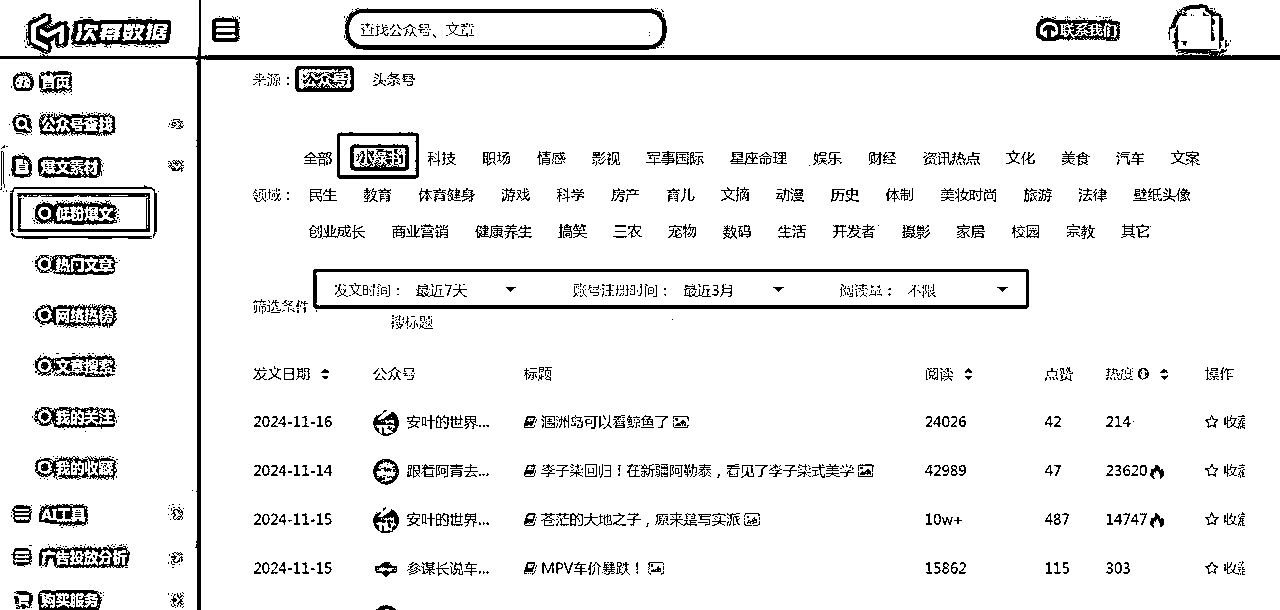 次幂数据
查找公众号、文章
联系我们
首页
公众号查找
爆文素材
低粉爆文
热门文章
网络热榜
文章搜索
我的关注
我的收藏
AI工具
广告投放分析
购买服务
来源： 公众号 头条号
领域：
全部 小绿书 科技 职场 情感 影视 军事国际 星座命理 娱乐 财经 资讯热点 文化 美食 汽车 文案
民生 教育 体育健身 游戏 科学 房产 育儿 文摘 动漫 历史 体制 美妆时尚 旅游 法律 壁纸头像
创业成长 商业营销 健康养生 搞笑 三农 宠物 数码 生活 开发者 摄影 家居 校园 宗教 其它
筛选条件：
发文时间： 最近7天 账号注册时间： 最近3月 阅读量： 不限
搜标题
发文日期 公众号 标题 阅读 点赞 热度 操作
2024-11-16 安叶的世界... 涠洲岛可以看鲸鱼了 24026 42 214 收藏
2024-11-14 跟着阿青去... 李子柒回归！在新疆阿勒泰，看见了李子柒式美学 42989 47 23620 收藏
2024-11-15 安叶的世界... 苍茫的大地之子，原来是写实派 10w+ 487 14747 收藏
2024-11-15 参谋长说车... MPV车价暴跌！ 15862 115 303 收藏